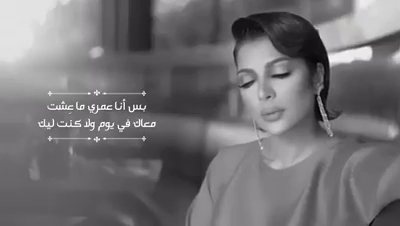 بس أنا عمري ما عشت
معاك في يوم ولا كنت ليك